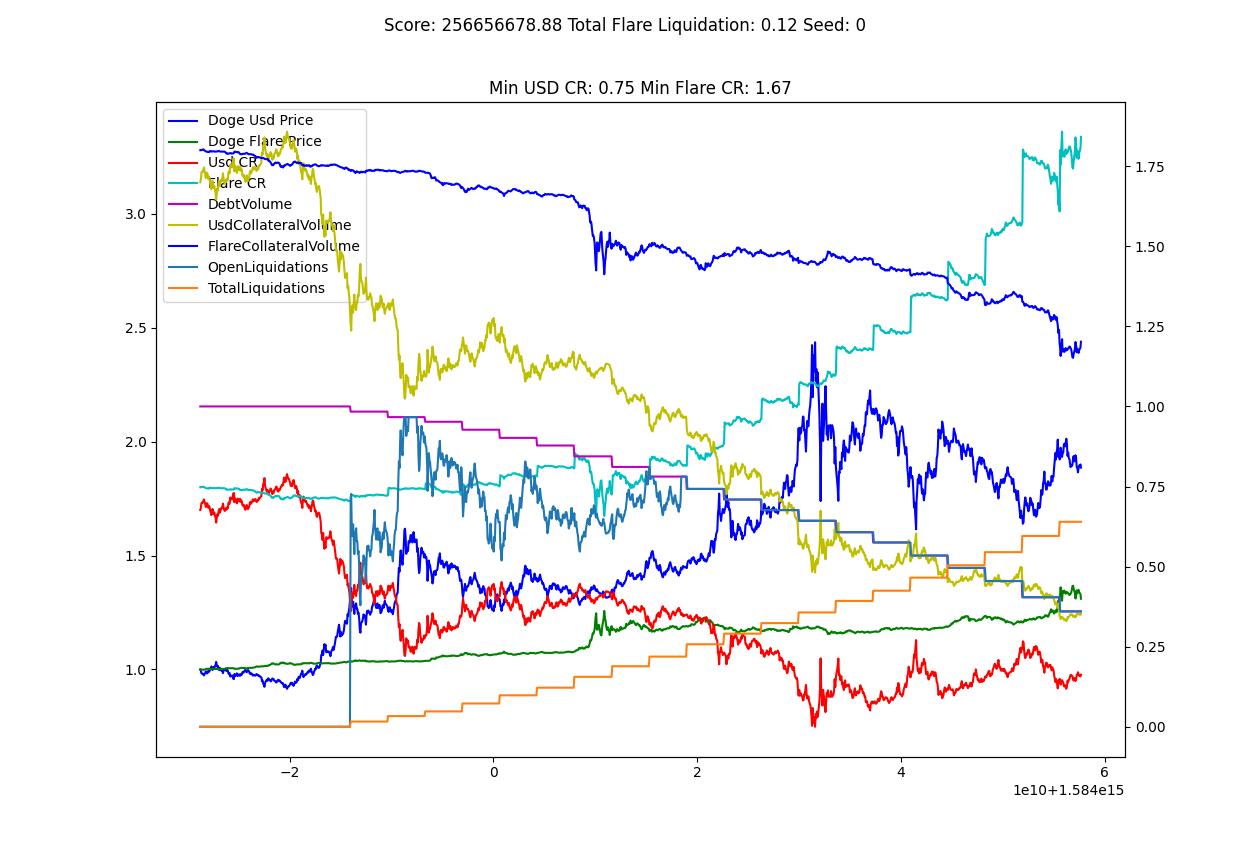 Score: 256656678.88 Total Flare Liquidation: 0.12 Seed: 0
Min USD CR: 0.75 Min Flare CR: 1.67
Doge Usd Price
Doge Flare Price
Usd CR
Flare CR
DebtVolume
UsdCollateralVolume
FlareCollateralVolume
OpenLiquidations
TotalLiquidations
3.0
2.5
2.0
1.5
1.0
1.75
1.50
1.25
1.00
0.75
0.50
0.25
0.00
−2
0
2
4
6
1e10+1.584e15